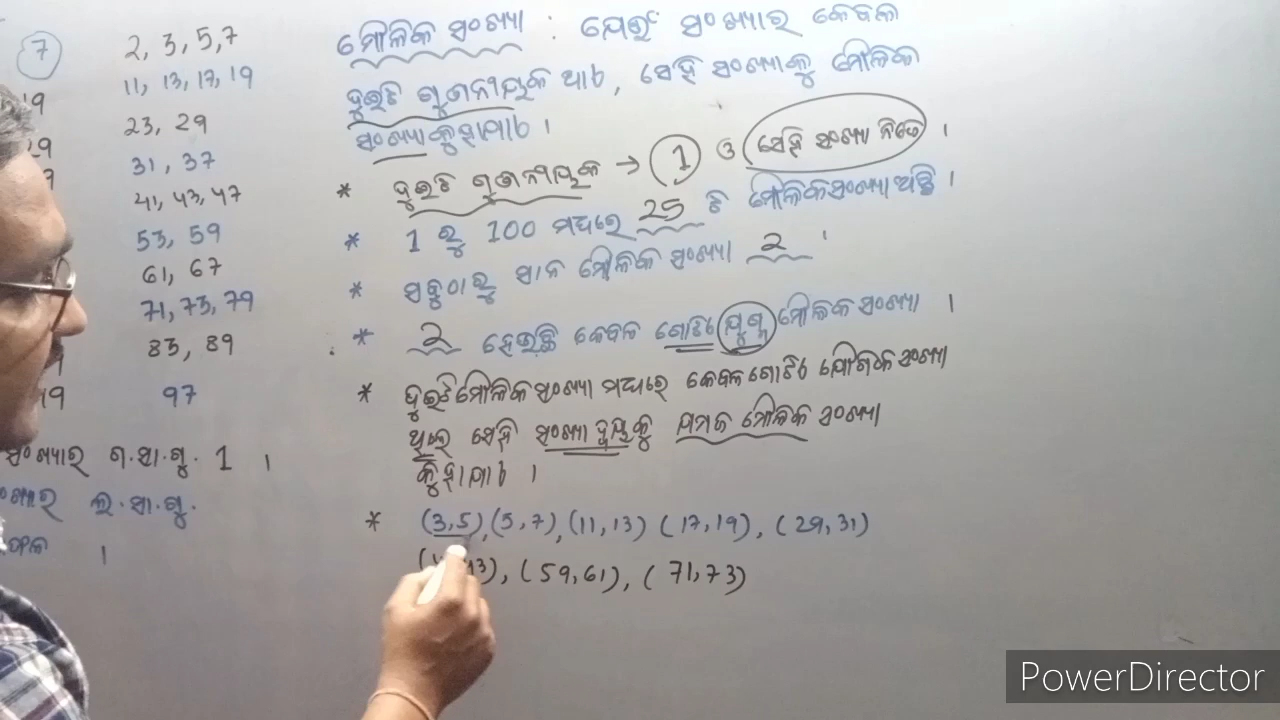 7
2, 3, 5, 7
11, 13, 17, 19
23, 29
31, 37
41, 43, 47
53, 59
61, 67
71, 73, 79
83, 89
97
ସଂଖ୍ୟାର ଗ.ସା.ଗୁ. 1 ।
ଲ.ସା.ଗୁ.
ମୌଳିକ ସଂଖ୍ୟା : ଯେଉଁ ସଂଖ୍ୟାର କେବଳ
ଦୁଇଟି ଗୁଣନୀୟକ ଥାଏ, ସେହି ସଂଖ୍ୟାକୁ ମୌଳିକ
ସଂଖ୍ୟା କୁହାଯାଏ ।
* ଦୁଇଟି ଗୁଣନୀୟକ → 1 ଓ ସେହି ସଂଖ୍ୟା ନିଜେ ।
* 1 ରୁ 100 ମଧ୍ୟରେ 25 ଟି ମୌଳିକ ସଂଖ୍ୟା ଅଛି ।
* ସବୁଠାରୁ ସାନ ମୌଳିକ ସଂଖ୍ୟା 2 ।
* 2 ହେଉଛି କେବଳ ଗୋଟିଏ ଯୁଗ୍ମ ମୌଳିକ ସଂଖ୍ୟା ।
* ଦୁଇଟି ମୌଳିକ ସଂଖ୍ୟା ମଧ୍ୟରେ କେବଳ ଗୋଟିଏ ଯୌଗିକ ସଂଖ୍ୟା
ଥିଲେ ସେହି ସଂଖ୍ୟା ଦ୍ୱୟକୁ ଯମଜ ମୌଳିକ ସଂଖ୍ୟା
କୁହାଯାଏ ।
* (3,5), (5,7), (11,13) (17,19), (29,31)
(59,61), (71,73)
PowerDirector